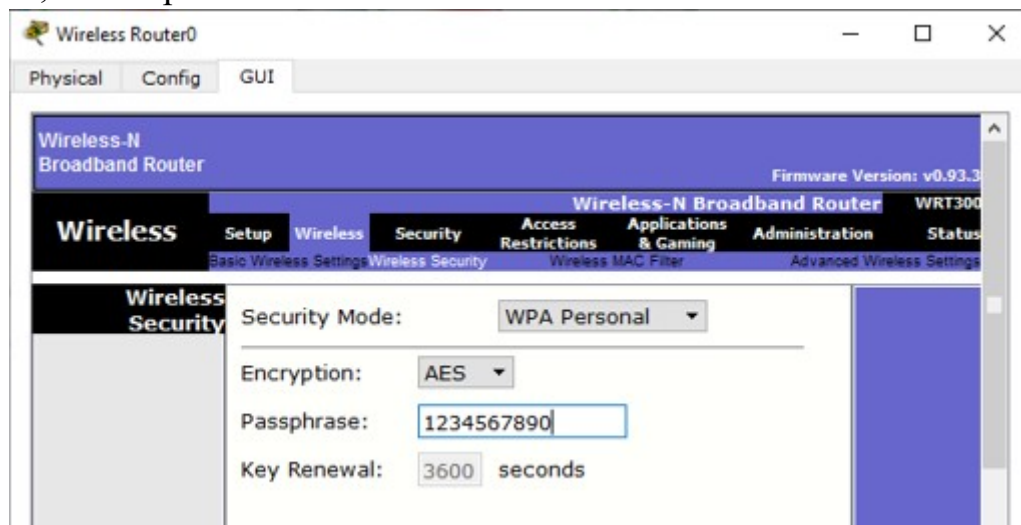 Wireless Router0
Physical Config GUI
Wireless-N
Broadband Router
Firmware Version: v0.93.3
Wireless-N Broadband Router WRT300
Wireless
Setup Wireless Security Access Restrictions Applications & Gaming Administration Status
Basic Wireless Settings Wireless Security Wireless MAC Filter Advanced Wireless Settings
Wireless
Security
Security Mode: WPA Personal
Encryption: AES
Passphrase: 1234567890
Key Renewal: 3600 seconds